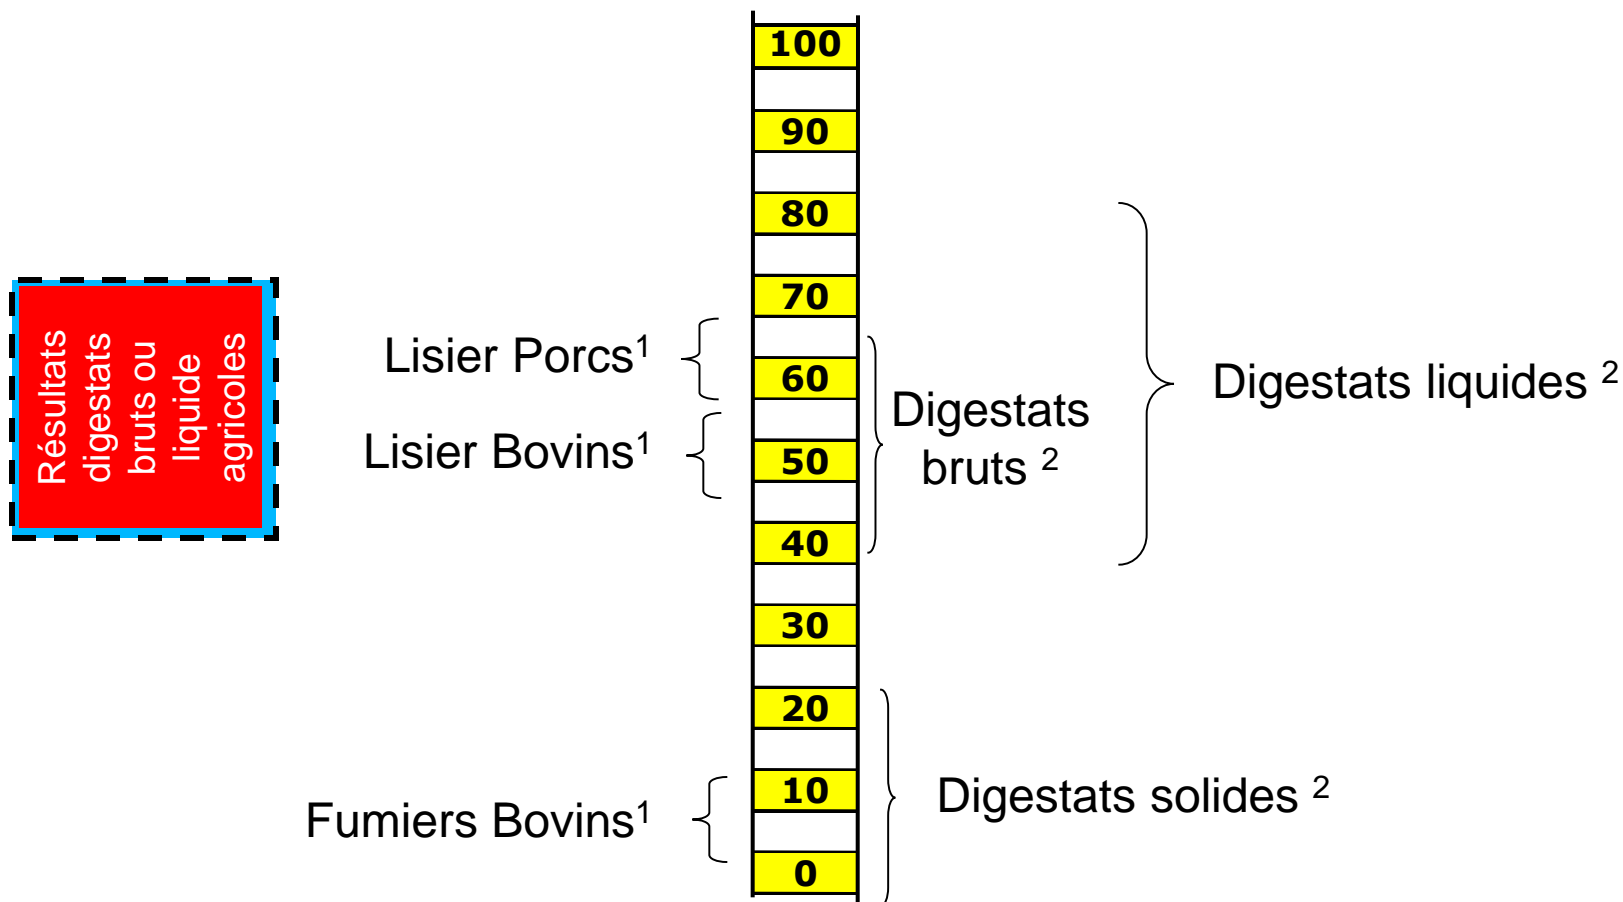 Résultats
digestats
bruts ou
liquide
agricoles
Lisier Porcs¹
Lisier Bovins¹
Fumiers Bovins¹
100
90
80
70
60
50
40
30
20
10
0
Digestats
bruts ²
Digestats liquides ²
Digestats solides ²